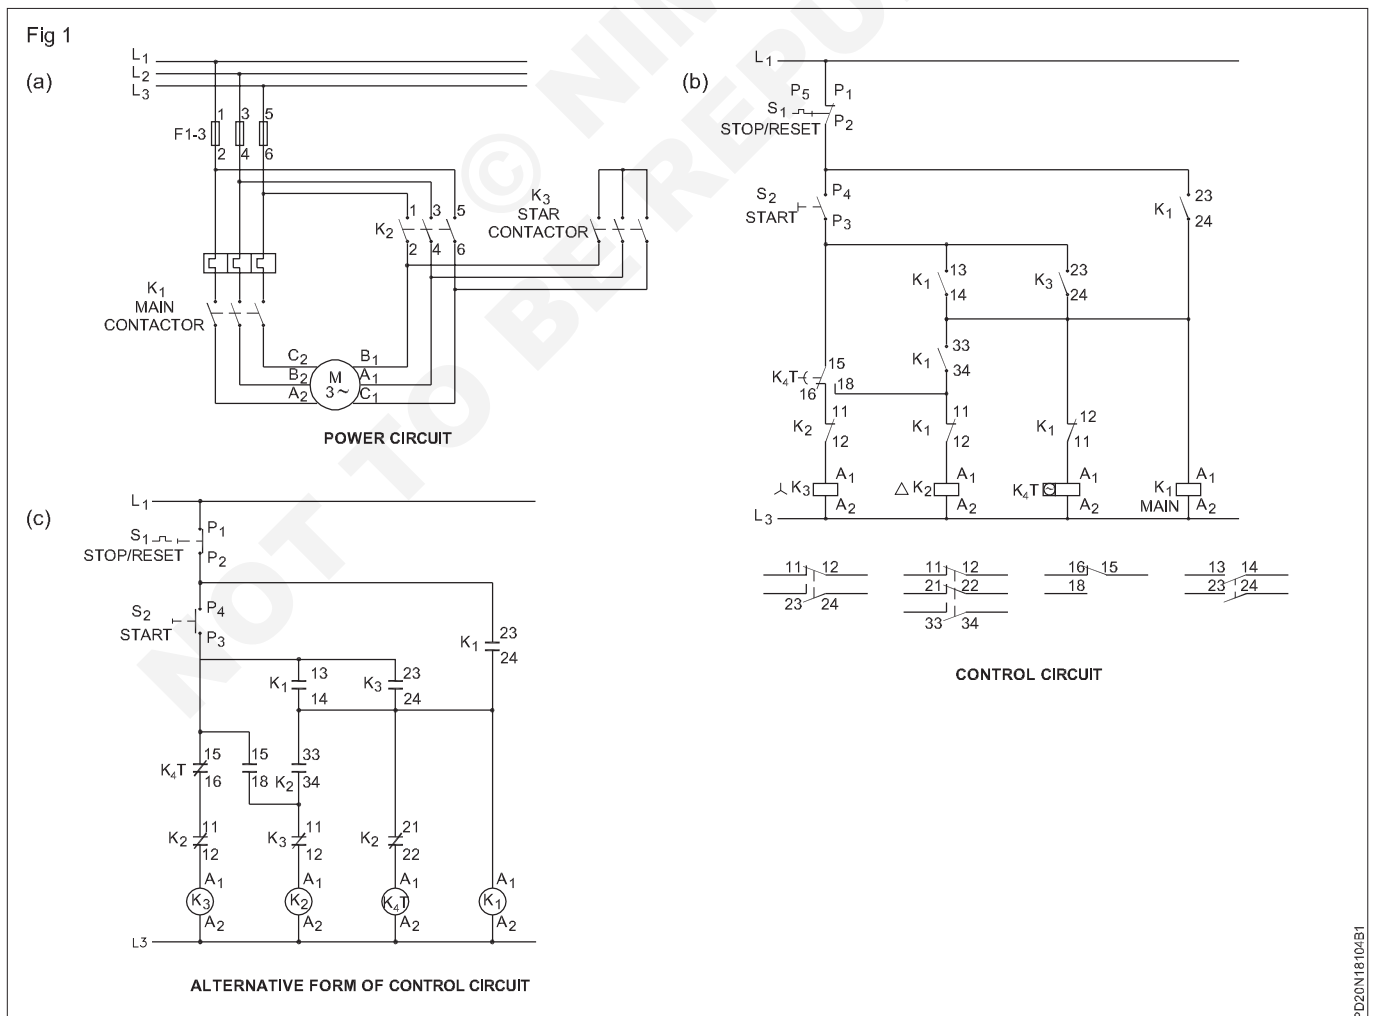 Fig 1
(a)
L1
L2
L3
1 3 5
F1-3
2 4 6
K3
STAR
CONTACTOR
1 3 5
K2
2 4 6
K1
MAIN
CONTACTOR
C2 B1
M
B2 A1
3~
A2 C1
POWER CIRCUIT
(b)
L1
P5 P1
S1
P2
STOP/RESET
S2 P4
START
P3
23
K1
24
13
K1
14
23
K3
24
33
K1
34
15
K4T
16 18
11
K2
12
11
K1
12
12
K1
11
A1 A1 A1 A1
K3 △ K2 K4T K1
MAIN
A2 A2 A2 A2
L3
11 12 11 12 16 15 13 14
21 22 18 23 24
23 24
33 34
CONTROL CIRCUIT
(c)
L1
P1
S1
STOP/RESET
P2
S2 P4
START
P3
23
K1
24
13 23
K1 K3
14 24
15 15 33
K4T
16 18 K2 34
11 11 21
K2 K3 K2
12 12 22
A1 A1 A1 A1
K3 K2 K4T K1
A2 A2 A2 A2
L3
ALTERNATIVE FORM OF CONTROL CIRCUIT
PD20N18104B1
© NIM
NOT TO BE REPU